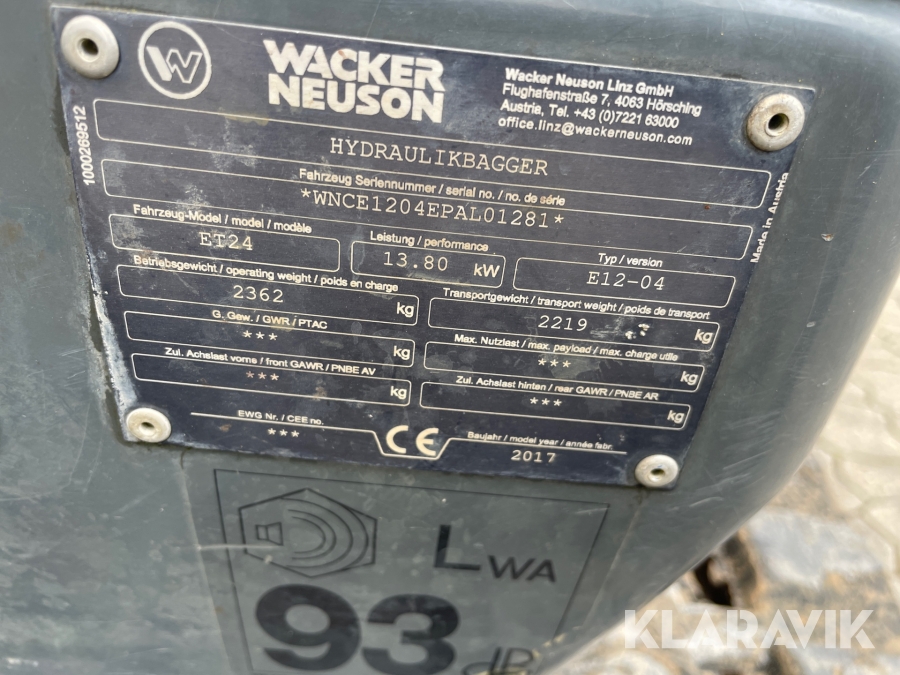 W
WACKER
NEUSON
Wacker Neuson Linz GmbH
Flughafenstraße 7, 4063 Hörsching
Austria, Tel. +43 (0)7221 63000
office.linz@wackerneuson.com
1000269512
HYDRAULIKBAGGER
Fahrzeug Seriennummer / serial no. / no. de série
*WNCE1204EPAL01281*
Made in Austria
Fahrzeug-Model / model / modèle
ET24
Leistung / performance
13.80 kW
Typ / version
E12-04
Betriebsgewicht / operating weight / poids en charge
2362 kg
Transportgewicht / transport weight / poids de transport
2219 kg
G. Gew. / GWR / PTAC
*** kg
Max. Nutzlast / max. payload / max. charge utile
*** kg
Zul. Achslast vorne / front GAWR / PNBE AV
*** kg
Zul. Achslast hinten / rear GAWR / PNBE AR
*** kg
EWG Nr. / CEE no.
***
CE
Baujahr / model year / année fabr.
2017
LWA
93 dB
KLARAVIK